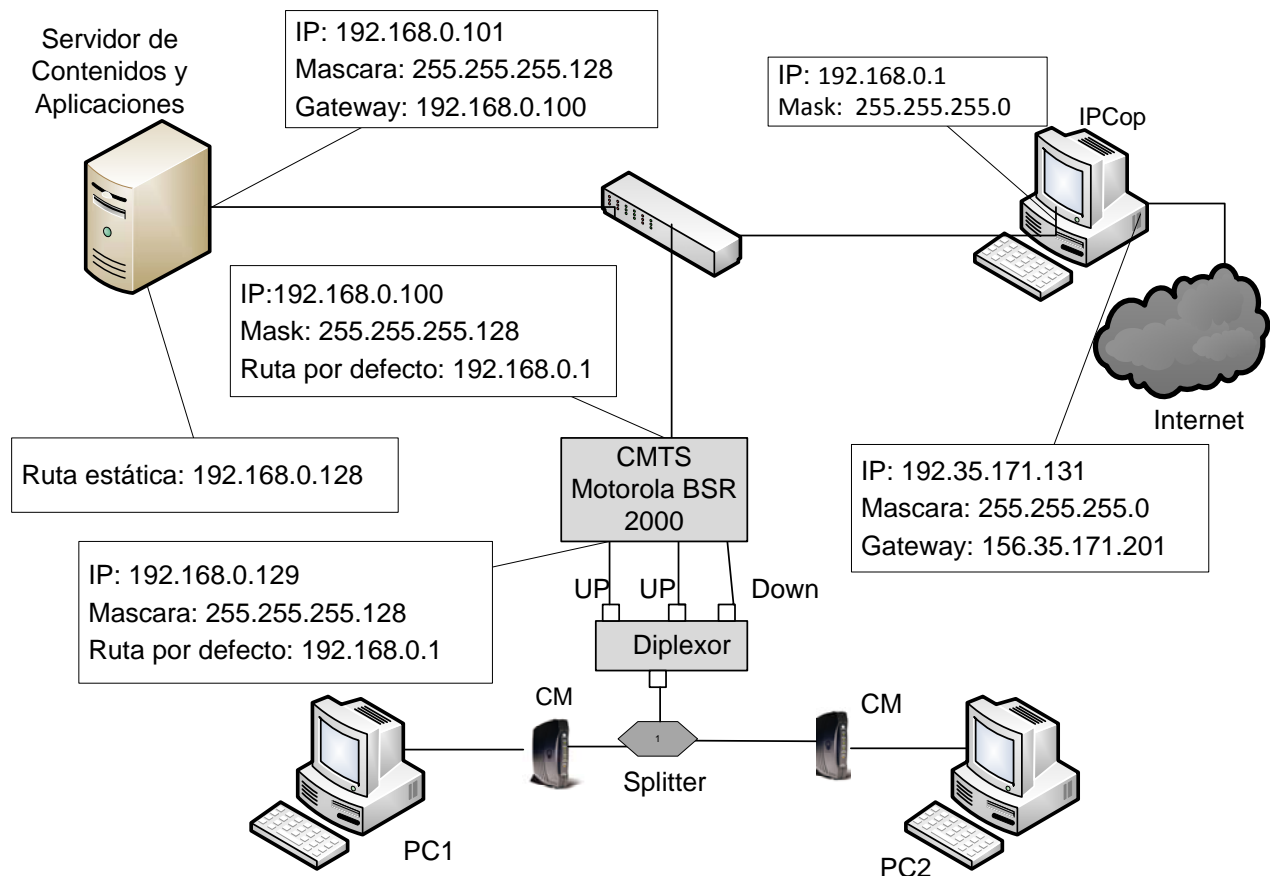 Servidor de
Contenidos y
Aplicaciones
IP: 192.168.0.101
Mascara: 255.255.255.128
Gateway: 192.168.0.100
IP: 192.168.0.1
Mask: 255.255.255.0
IPCop
IP:192.168.0.100
Mask: 255.255.255.128
Ruta por defecto: 192.168.0.1
Internet
Ruta estática: 192.168.0.128
CMTS
Motorola BSR
2000
IP: 192.35.171.131
Mascara: 255.255.255.0
Gateway: 156.35.171.201
IP: 192.168.0.129
Mascara: 255.255.255.128
Ruta por defecto: 192.168.0.1
UP
UP
Down
Diplexor
CM
CM
1
Splitter
PC1
PC2